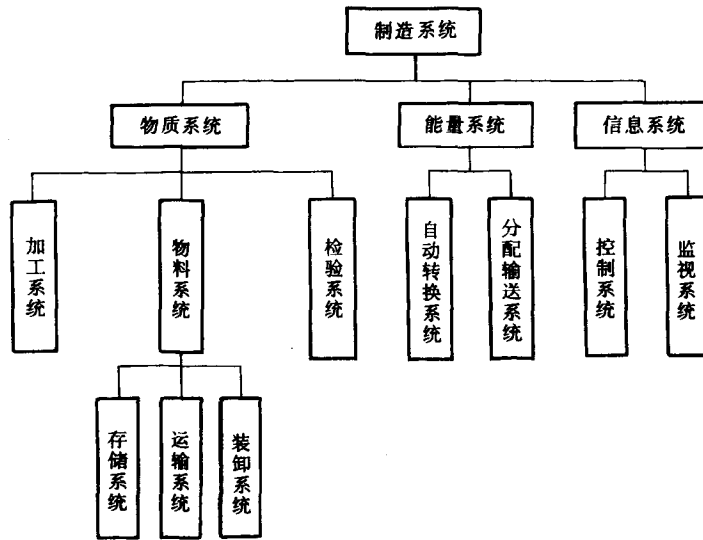 制造系统
物质系统
能量系统
信息系统
加工系统
物料系统
检验系统
自动转换系统
分配输送系统
控制系统
监视系统
存储系统
运输系统
装卸系统